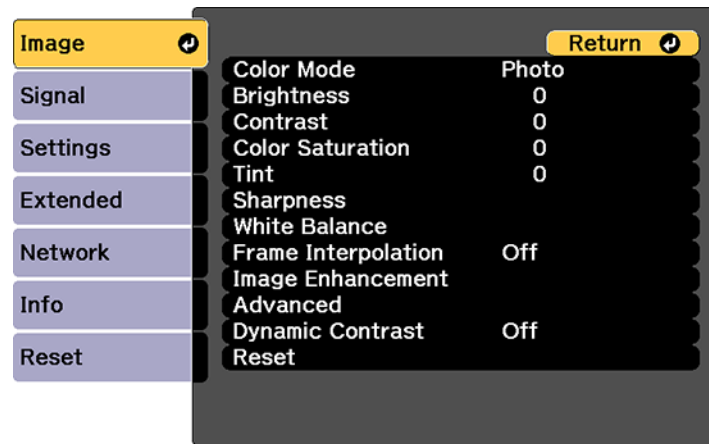 Image
Signal
Settings
Extended
Network
Info
Reset
Return
Color Mode Photo
Brightness 0
Contrast 0
Color Saturation 0
Tint 0
Sharpness
White Balance
Frame Interpolation Off
Image Enhancement
Advanced
Dynamic Contrast Off
Reset